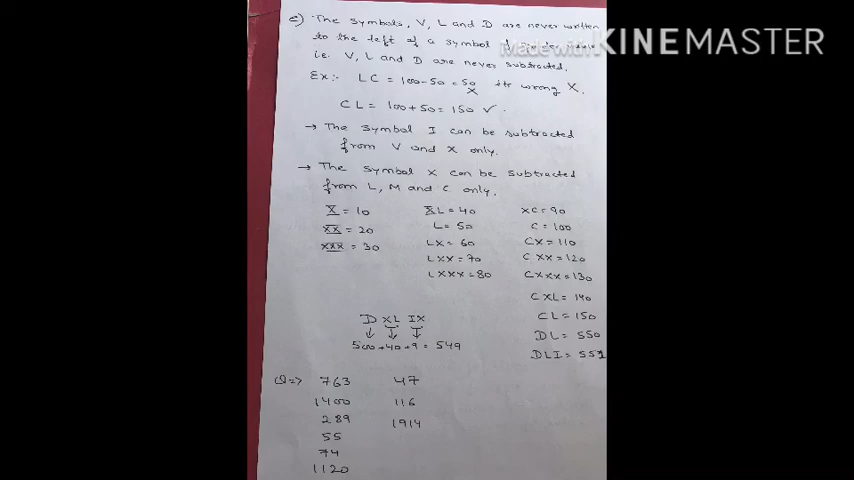 e) The symbols, V, L and D are never written
to the left of a symbol
i.e. V, L and D are never subtracted.
Ex:- LC = 100-50 = 50 its wrong X.
X
CL = 100+50 = 150 ✓.
→ The symbol I can be subtracted
from V and X only.
→ The symbol X can be subtracted
from L, M and C only.
X = 10 XL = 40 XC = 90
XX = 20 L = 50 C = 100
XXX = 30 LX = 60 CX = 110
LXX = 70 CXX = 120
LXXX = 80 CXXX = 130
CXL = 140
CL = 150
DL = 550
DLI = 551
D XL IX
↓ ↓ ↓
500+40+9 = 549
Q=> 763 47
1400 116
289 1914
55
74
1120
Made with KINEMASTER